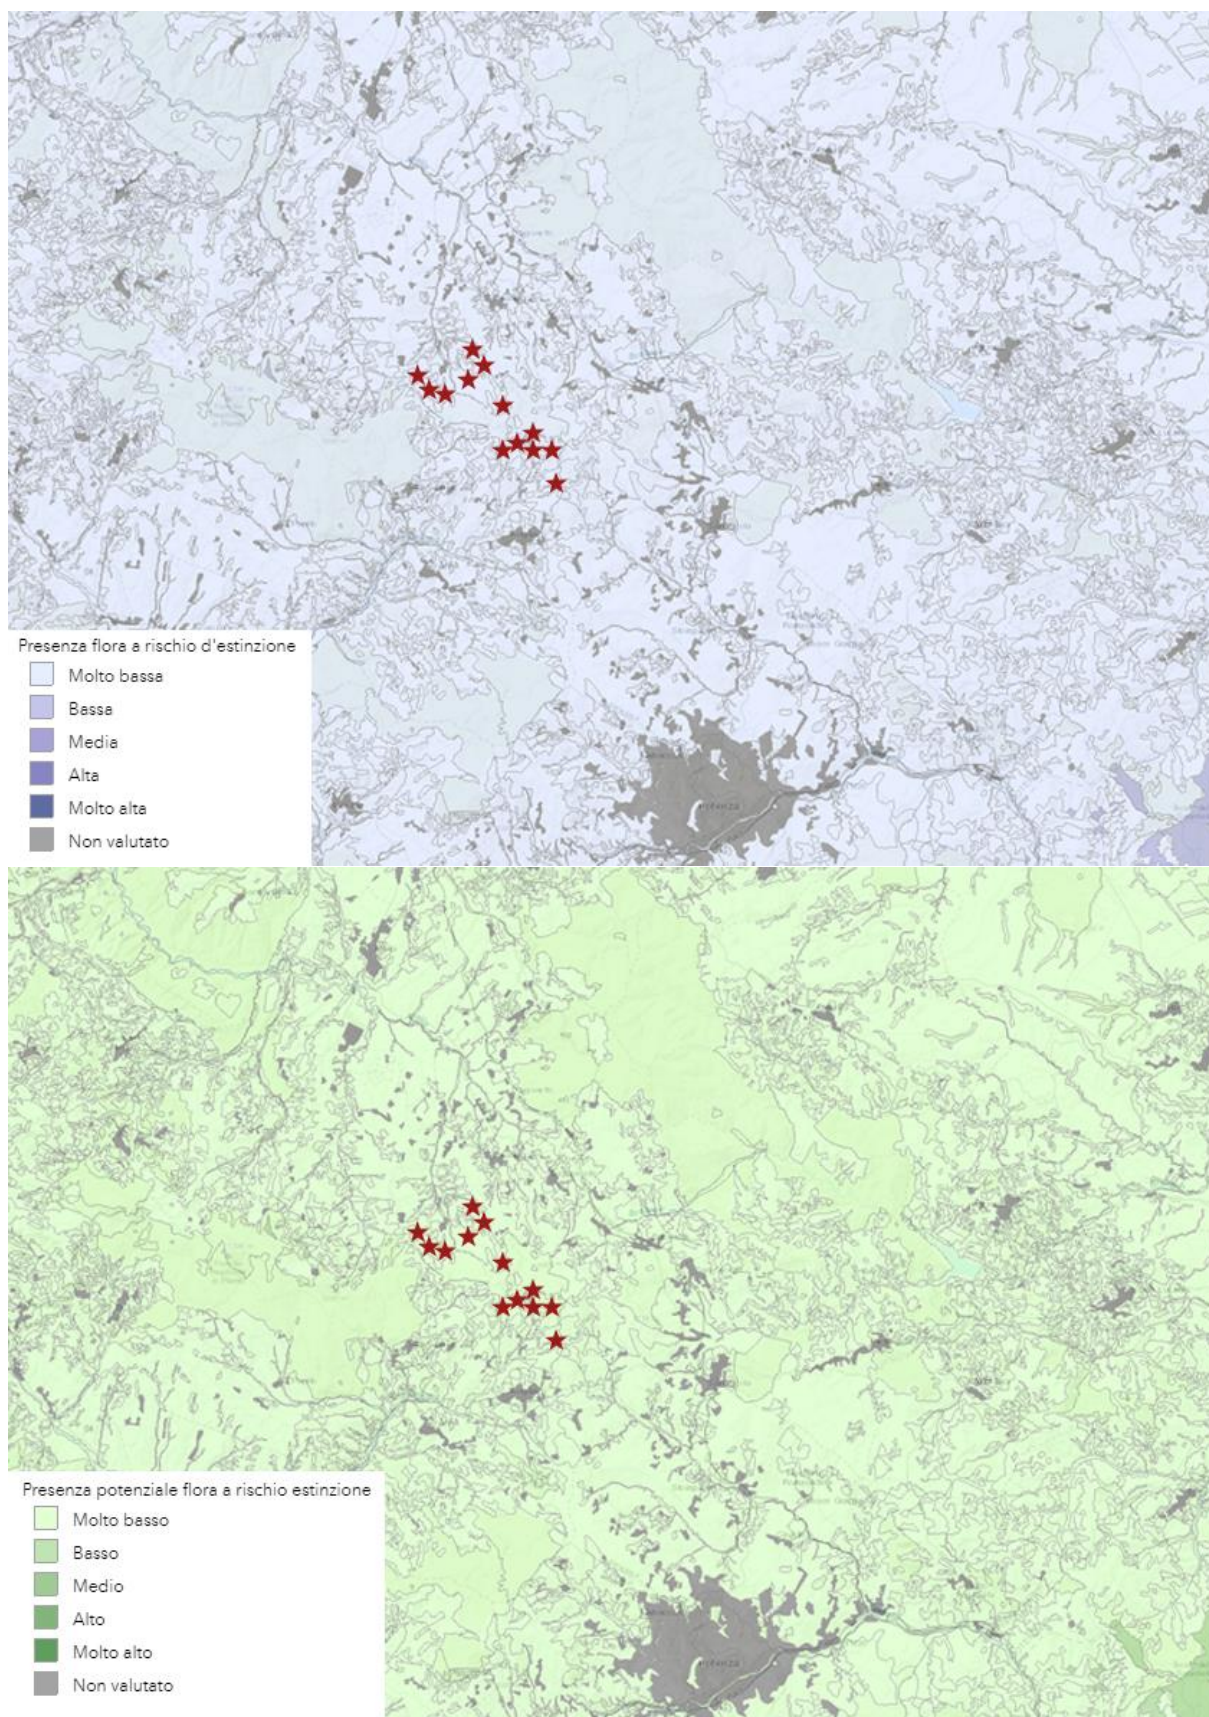 Presenza flora a rischio d'estinzione
Molto bassa
Bassa
Media
Alta
Molto alta
Non valutato
Presenza potenziale flora a rischio estinzione
Molto basso
Basso
Medio
Alto
Molto alto
Non valutato